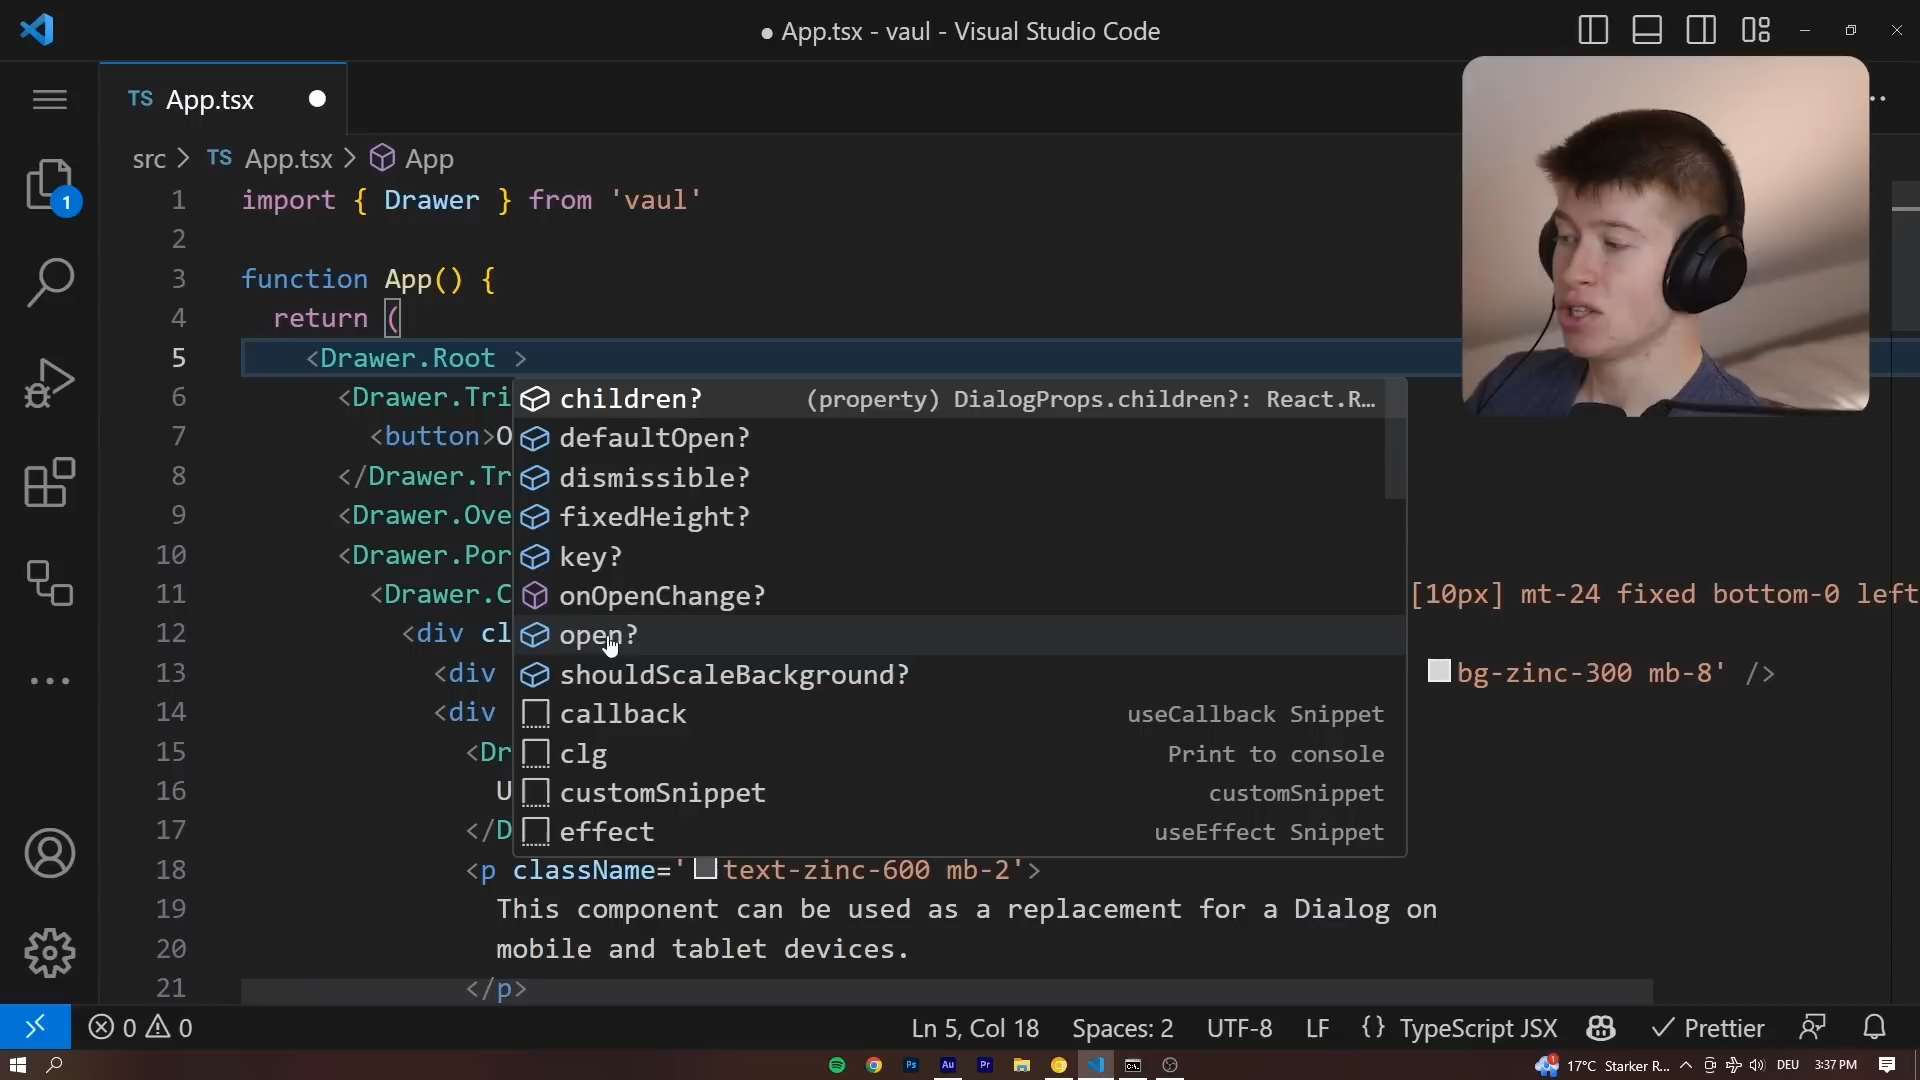 ● App.tsx - vaul - Visual Studio Code
TS App.tsx
src > TS App.tsx > App
1 import { Drawer } from 'vaul'
2
3 function App() {
4 return (
5 <Drawer.Root >
6 <Drawer.Tri
7 <button>O
8 </Drawer.Tr
9 <Drawer.Ove
10 <Drawer.Por
11 <Drawer.C [10px] mt-24 fixed bottom-0 left
12 <div cl
13 <div bg-zinc-300 mb-8' />
14 <div
15 <Dr
16 U
17 </D
18 <p className='text-zinc-600 mb-2'>
19 This component can be used as a replacement for a Dialog on
20 mobile and tablet devices.
21 </p>
children? (property) DialogProps.children?: React.R…
defaultOpen?
dismissible?
fixedHeight?
key?
onOpenChange?
open?
shouldScaleBackground?
callback useCallback Snippet
clg Print to console
customSnippet customSnippet
effect useEffect Snippet
1
0 0 Ln 5, Col 18 Spaces: 2 UTF-8 LF {} TypeScript JSX Prettier
Ps Au Pr 1 17°C Starker R... DEU 3:37 PM